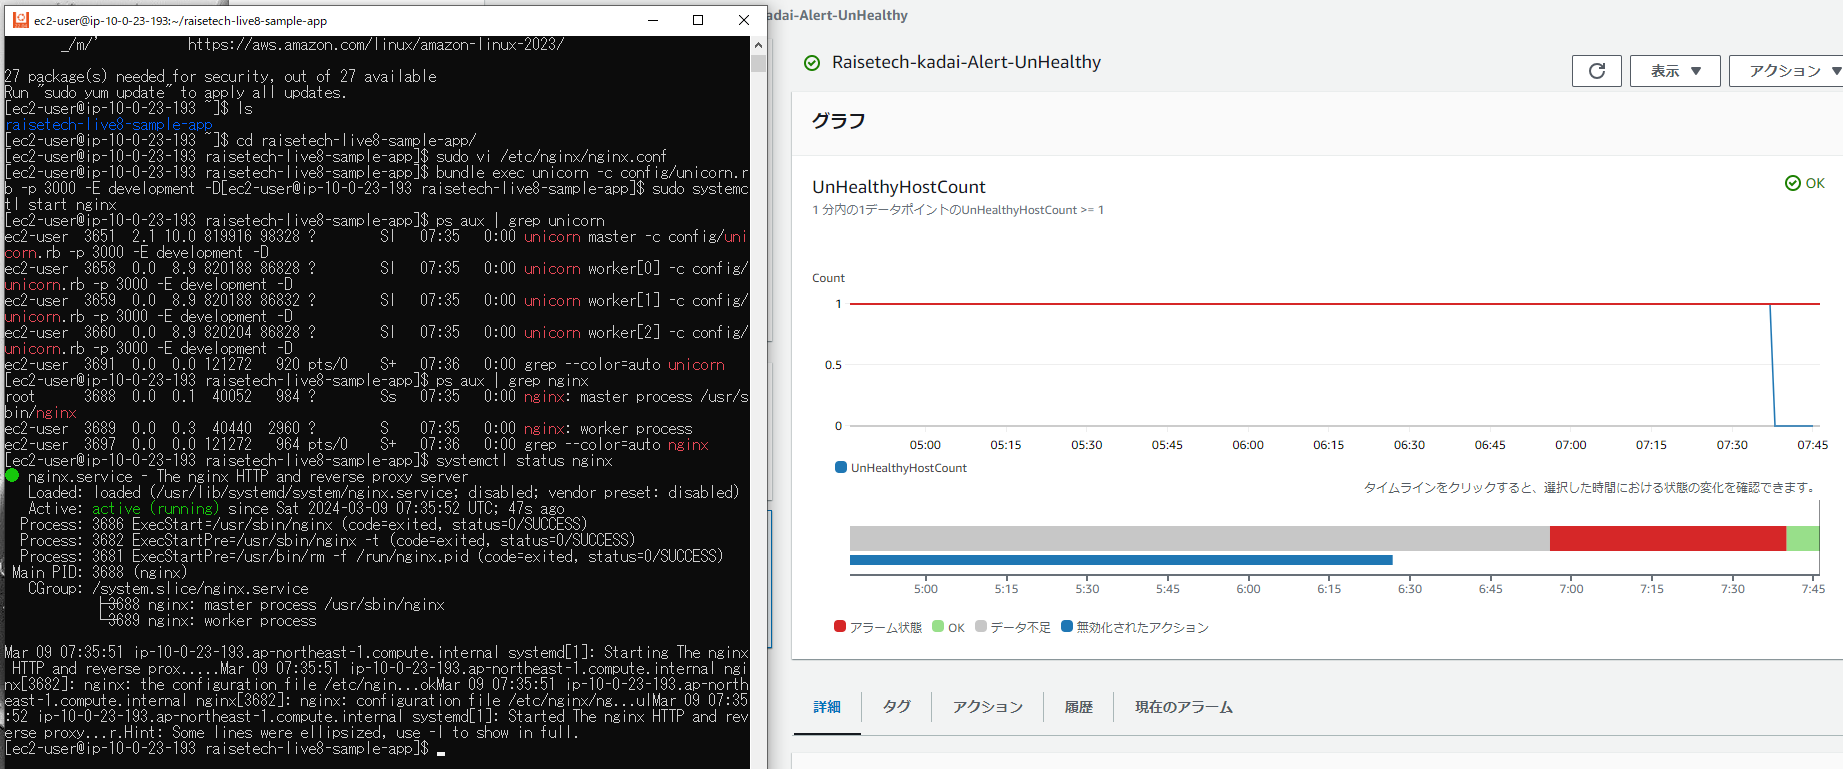 ec2-user@ip-10-0-23-193:~/raisetech-live8-sample-app
_/m/'           https://aws.amazon.com/linux/amazon-linux-2023/
27 package(s) needed for security, out of 27 available
Run "sudo yum update" to apply all updates.
[ec2-user@ip-10-0-23-193 ~]$ ls
raisetech-live8-sample-app
[ec2-user@ip-10-0-23-193 ~]$ cd raisetech-live8-sample-app/
[ec2-user@ip-10-0-23-193 raisetech-live8-sample-app]$ sudo vi /etc/nginx/nginx.conf
[ec2-user@ip-10-0-23-193 raisetech-live8-sample-app]$ bundle exec unicorn -c config/unicorn.r
b -p 3000 -E development -D[ec2-user@ip-10-0-23-193 raisetech-live8-sample-app]$ sudo systemc
tl start nginx
[ec2-user@ip-10-0-23-193 raisetech-live8-sample-app]$ ps aux | grep unicorn
ec2-user  3651  2.1 10.0 819916 98328 ?        Sl   07:35   0:00 unicorn master -c config/uni
corn.rb -p 3000 -E development -D
ec2-user  3658  0.0  8.9 820188 86828 ?        Sl   07:35   0:00 unicorn worker[0] -c config/
unicorn.rb -p 3000 -E development -D
ec2-user  3659  0.0  8.9 820188 86832 ?        Sl   07:35   0:00 unicorn worker[1] -c config/
unicorn.rb -p 3000 -E development -D
ec2-user  3660  0.0  8.9 820204 86828 ?        Sl   07:35   0:00 unicorn worker[2] -c config/
unicorn.rb -p 3000 -E development -D
ec2-user  3691  0.0  0.0 121272   920 pts/0    S+   07:36   0:00 grep --color=auto unicorn
[ec2-user@ip-10-0-23-193 raisetech-live8-sample-app]$ ps aux | grep nginx
root      3688  0.0  0.1  40052   984 ?        Ss   07:35   0:00 nginx: master process /usr/s
bin/nginx
ec2-user  3689  0.0  0.3  40440  2960 ?        S    07:35   0:00 nginx: worker process
ec2-user  3697  0.0  0.0 121272   964 pts/0    S+   07:36   0:00 grep --color=auto nginx
[ec2-user@ip-10-0-23-193 raisetech-live8-sample-app]$ systemctl status nginx
● nginx.service - The nginx HTTP and reverse proxy server
Loaded: loaded (/usr/lib/systemd/system/nginx.service; disabled; vendor preset: disabled)
Active: active (running) since Sat 2024-03-09 07:35:52 UTC; 47s ago
Process: 3686 ExecStart=/usr/sbin/nginx (code=exited, status=0/SUCCESS)
Process: 3682 ExecStartPre=/usr/sbin/nginx -t (code=exited, status=0/SUCCESS)
Process: 3681 ExecStartPre=/usr/bin/rm -f /run/nginx.pid (code=exited, status=0/SUCCESS)
Main PID: 3688 (nginx)
CGroup: /system.slice/nginx.service
├─3688 nginx: master process /usr/sbin/nginx
└─3689 nginx: worker process
Mar 09 07:35:51 ip-10-0-23-193.ap-northeast-1.compute.internal systemd[1]: Starting The nginx
HTTP and reverse prox.....Mar 09 07:35:51 ip-10-0-23-193.ap-northeast-1.compute.internal ngi
nx[3682]: nginx: the configuration file /etc/ngin...okMar 09 07:35:51 ip-10-0-23-193.ap-north
east-1.compute.internal nginx[3682]: nginx: configuration file /etc/nginx/ng...ulMar 09 07:35
:52 ip-10-0-23-193.ap-northeast-1.compute.internal systemd[1]: Started The nginx HTTP and rev
erse proxy...r.Hint: Some lines were ellipsized, use -l to show in full.
[ec2-user@ip-10-0-23-193 raisetech-live8-sample-app]$
adai-Alert-UnHealthy
Raisetech-kadai-Alert-UnHealthy
表示 ▼
アクション ▼
グラフ
UnHealthyHostCount
OK
1 分内の1データポイントのUnHealthyHostCount >= 1
Count
1
0.5
0
05:00 05:15 05:30 05:45 06:00 06:15 06:30 06:45 07:00 07:15 07:30 07:45
UnHealthyHostCount
タイムラインをクリックすると、選択した時間における状態の変化を確認できます。
5:00 5:15 5:30 5:45 6:00 6:15 6:30 6:45 7:00 7:15 7:30 7:45
アラーム状態 OK データ不足 無効化されたアクション
詳細 タグ アクション 履歴 現在のアラーム